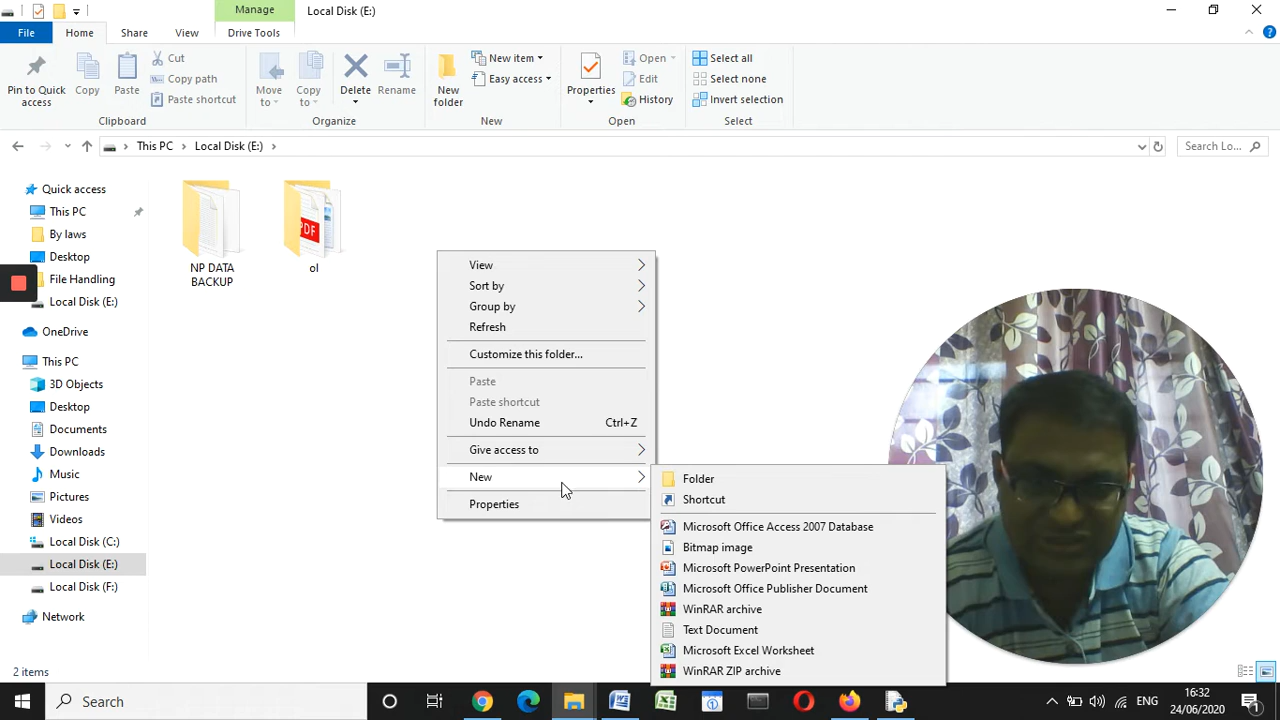 Manage
Local Disk (E:)
File
Home
Share
View
Drive Tools
Pin to Quick access
Copy
Paste
Cut
Copy path
Paste shortcut
Clipboard
Move to
Copy to
Delete
Rename
Organize
New folder
New item
Easy access
New
Properties
Open
Edit
History
Open
Select all
Select none
Invert selection
Select
This PC
Local Disk (E:)
Search Lo...
Quick access
This PC
By laws
Desktop
File Handling
Local Disk (E:)
OneDrive
This PC
3D Objects
Desktop
Documents
Downloads
Music
Pictures
Videos
Local Disk (C:)
Local Disk (E:)
Local Disk (F:)
Network
NP DATA
BACKUP
PDF
ol
View
Sort by
Group by
Refresh
Customize this folder...
Paste
Paste shortcut
Undo Rename Ctrl+Z
Give access to
New
Properties
Folder
Shortcut
Microsoft Office Access 2007 Database
Bitmap image
Microsoft PowerPoint Presentation
Microsoft Office Publisher Document
WinRAR archive
Text Document
Microsoft Excel Worksheet
WinRAR ZIP archive
2 items
Search
ENG
16:32
24/06/2020